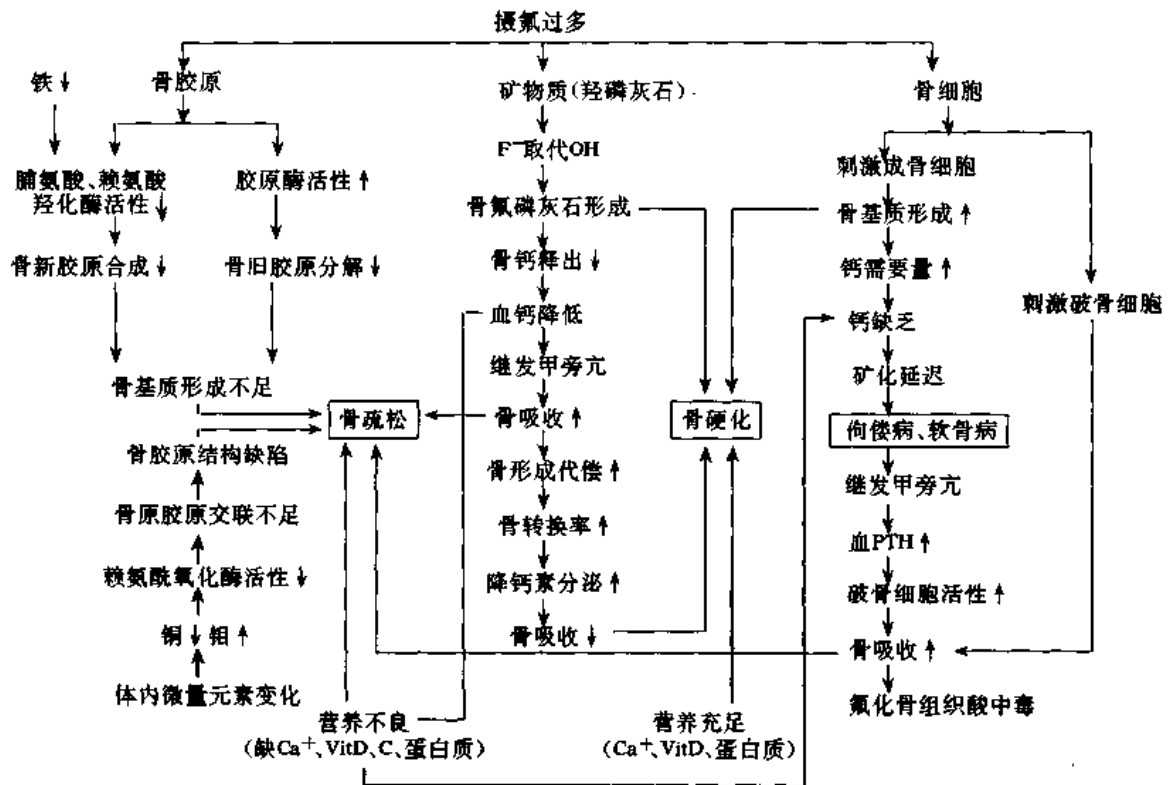 摄氟过多
铁↓
骨胶原
矿物质(羟磷灰石)
骨细胞
脯氨酸、赖氨酸
羟化酶活性↓
胶原酶活性↑
骨新胶原合成↓
骨旧胶原分解↓
骨基质形成不足
骨胶原结构缺陷
骨原胶原交联不足
赖氨酰氧化酶活性↓
铜↓钼↑
体内微量元素变化
F⁻取代OH
骨氟磷灰石形成
骨钙释出↓
血钙降低
继发甲旁亢
骨吸收↑
骨形成代偿↑
骨转换率↑
降钙素分泌↑
骨吸收↓
骨疏松
骨硬化
营养不良
(缺Ca⁺、VitD、C、蛋白质)
营养充足
(Ca⁺、VitD、蛋白质)
刺激成骨细胞
骨基质形成↑
钙需要量↑
钙缺乏
矿化延迟
佝偻病、软骨病
继发甲旁亢
血PTH↑
破骨细胞活性↑
骨吸收↑
氟化骨组织酸中毒
刺激破骨细胞